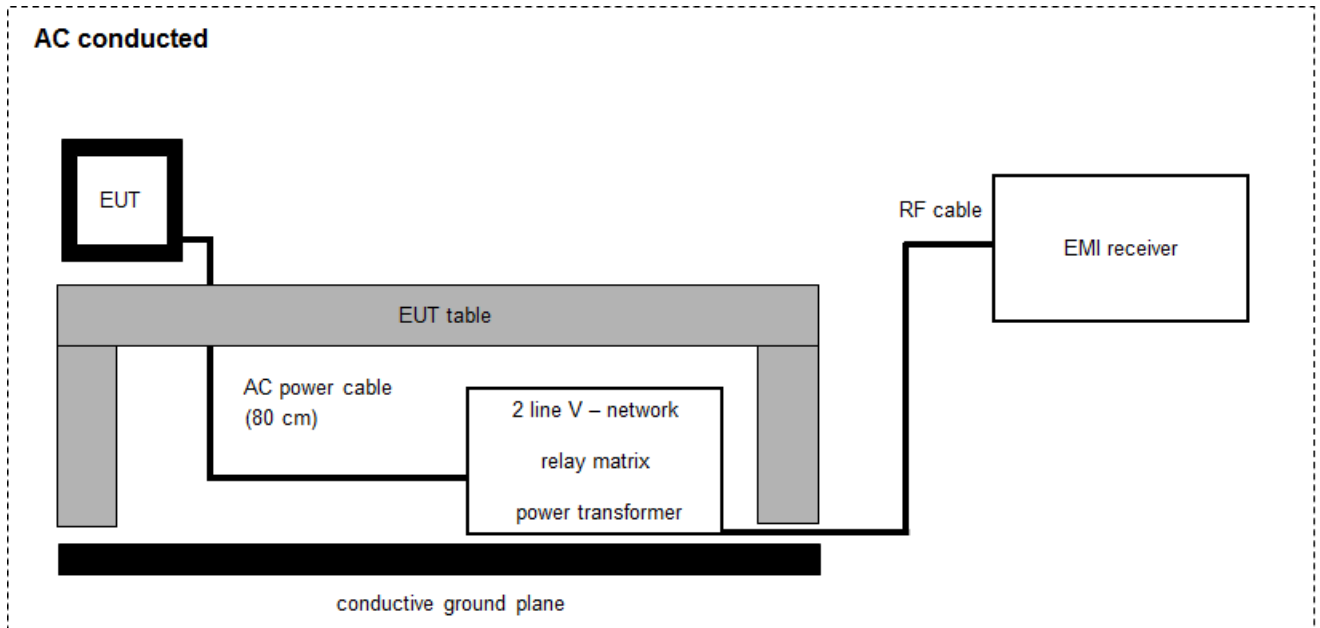 AC conducted
EUT
RF cable
EMI receiver
EUT table
AC power cable
(80 cm)
2 line V – network
relay matrix
power transformer
conductive ground plane